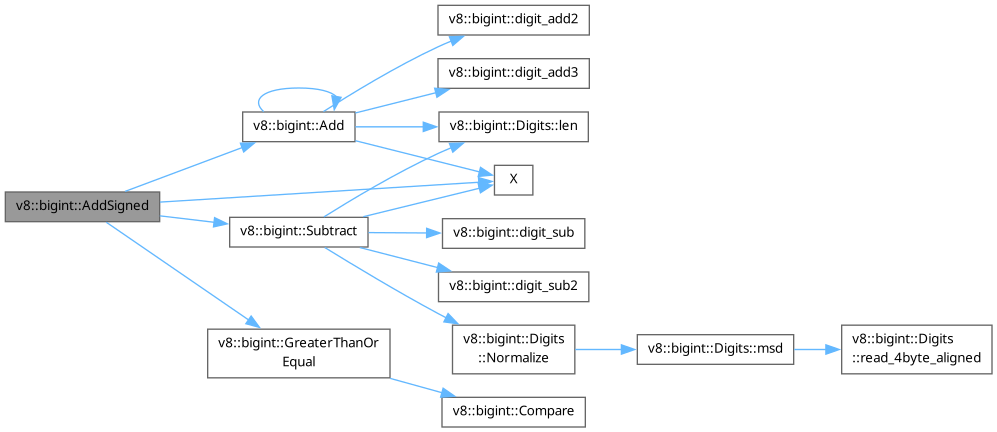 v8::bigint::digit_add2
v8::bigint::digit_add3
v8::bigint::Add
v8::bigint::Digits::len
X
v8::bigint::AddSigned
v8::bigint::Subtract
v8::bigint::digit_sub
v8::bigint::digit_sub2
v8::bigint::GreaterThanOr
Equal
v8::bigint::Digits
::Normalize
v8::bigint::Digits::msd
v8::bigint::Digits
::read_4byte_aligned
v8::bigint::Compare